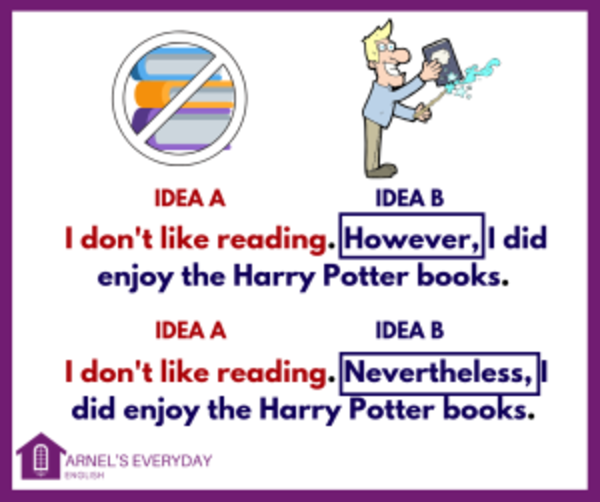 IDEA A IDEA B
I don't like reading. However, I did
enjoy the Harry Potter books.
IDEA A IDEA B
I don't like reading. Nevertheless, I
did enjoy the Harry Potter books.
ARNEL'S EVERYDAY
ENGLISH